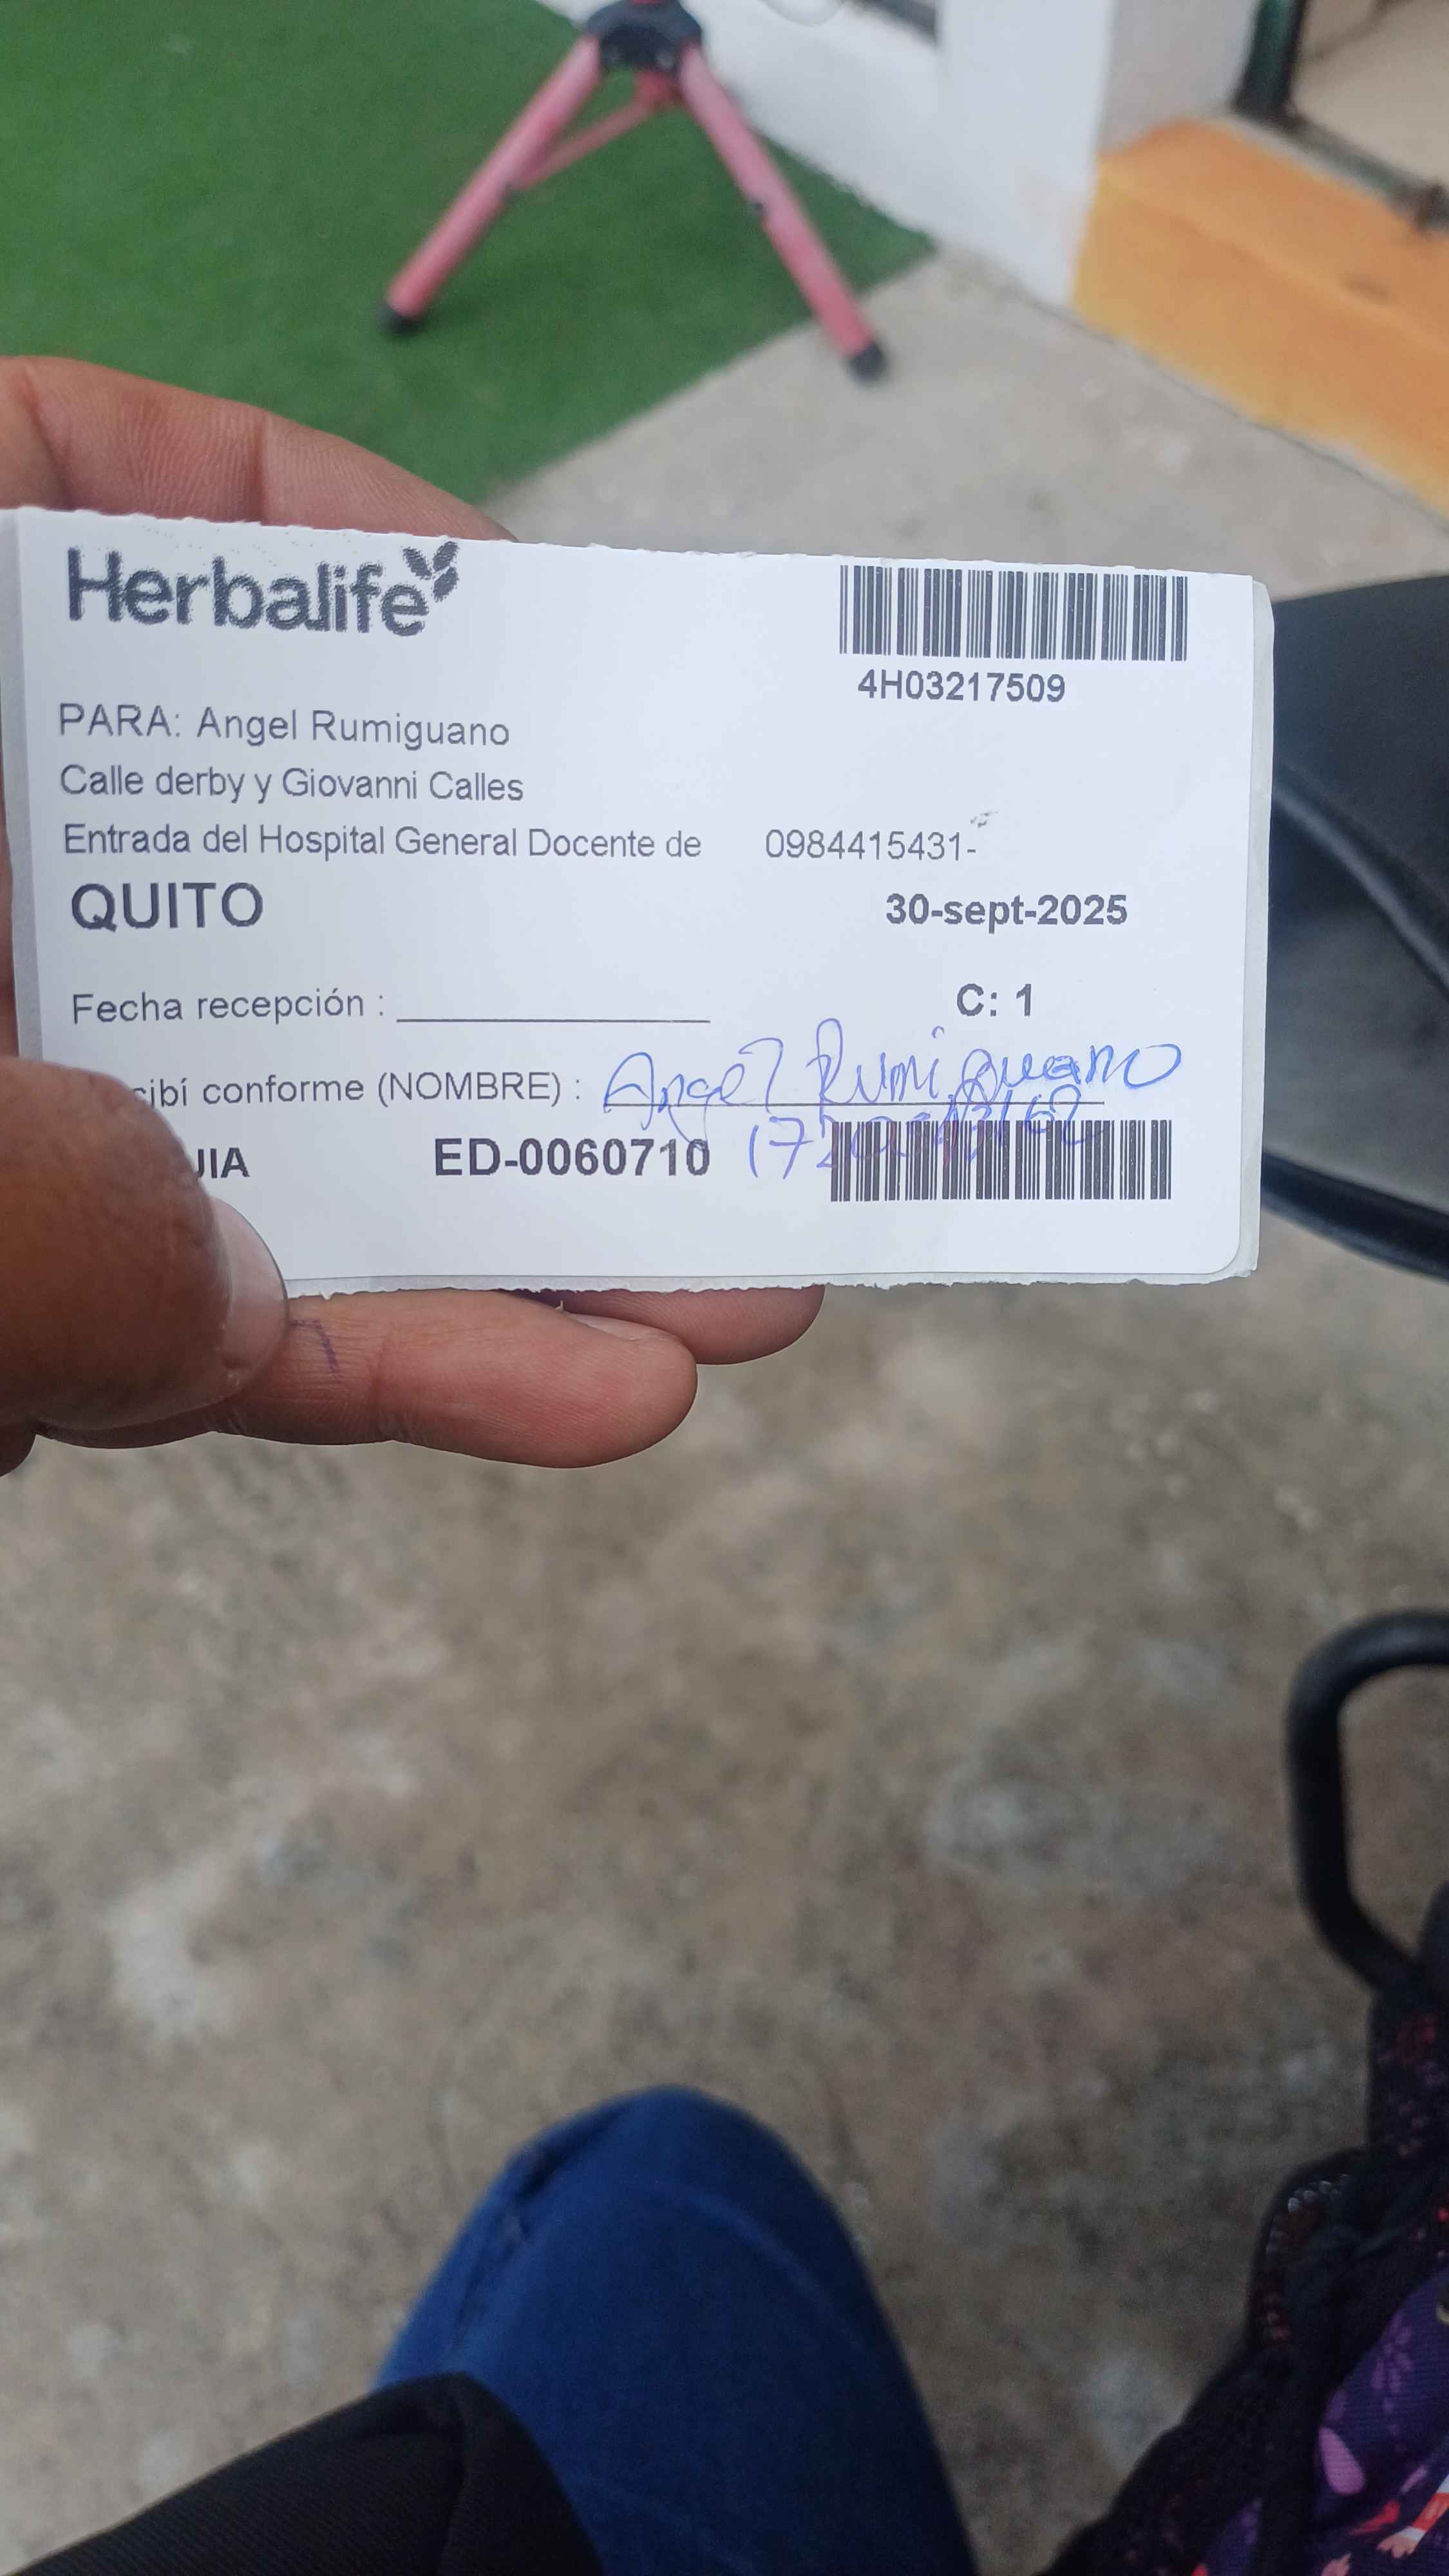 Herbalife
4H03217509
PARA: Angel Rumiguano
Calle derby y Giovanni Calles
Entrada del Hospital General Docente de 0984415431-
QUITO 30-sept-2025
Fecha recepción : C: 1
cibí conforme (NOMBRE) : Angel Rumiguano
JIA ED-0060710